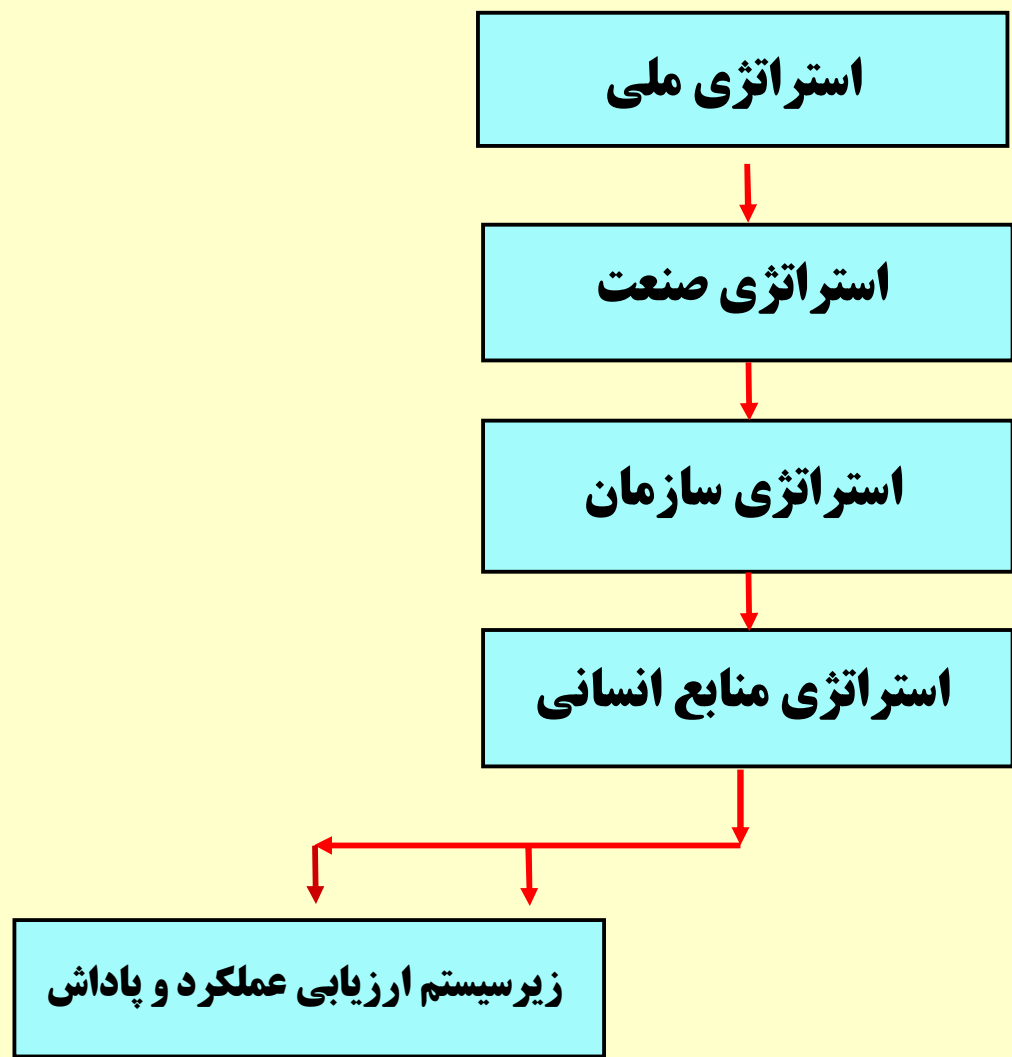 استراتژی ملی
استراتژی صنعت
استراتژی سازمان
استراتژی منابع انسانی
زیرسیستم ارزیابی عملکرد و پاداش